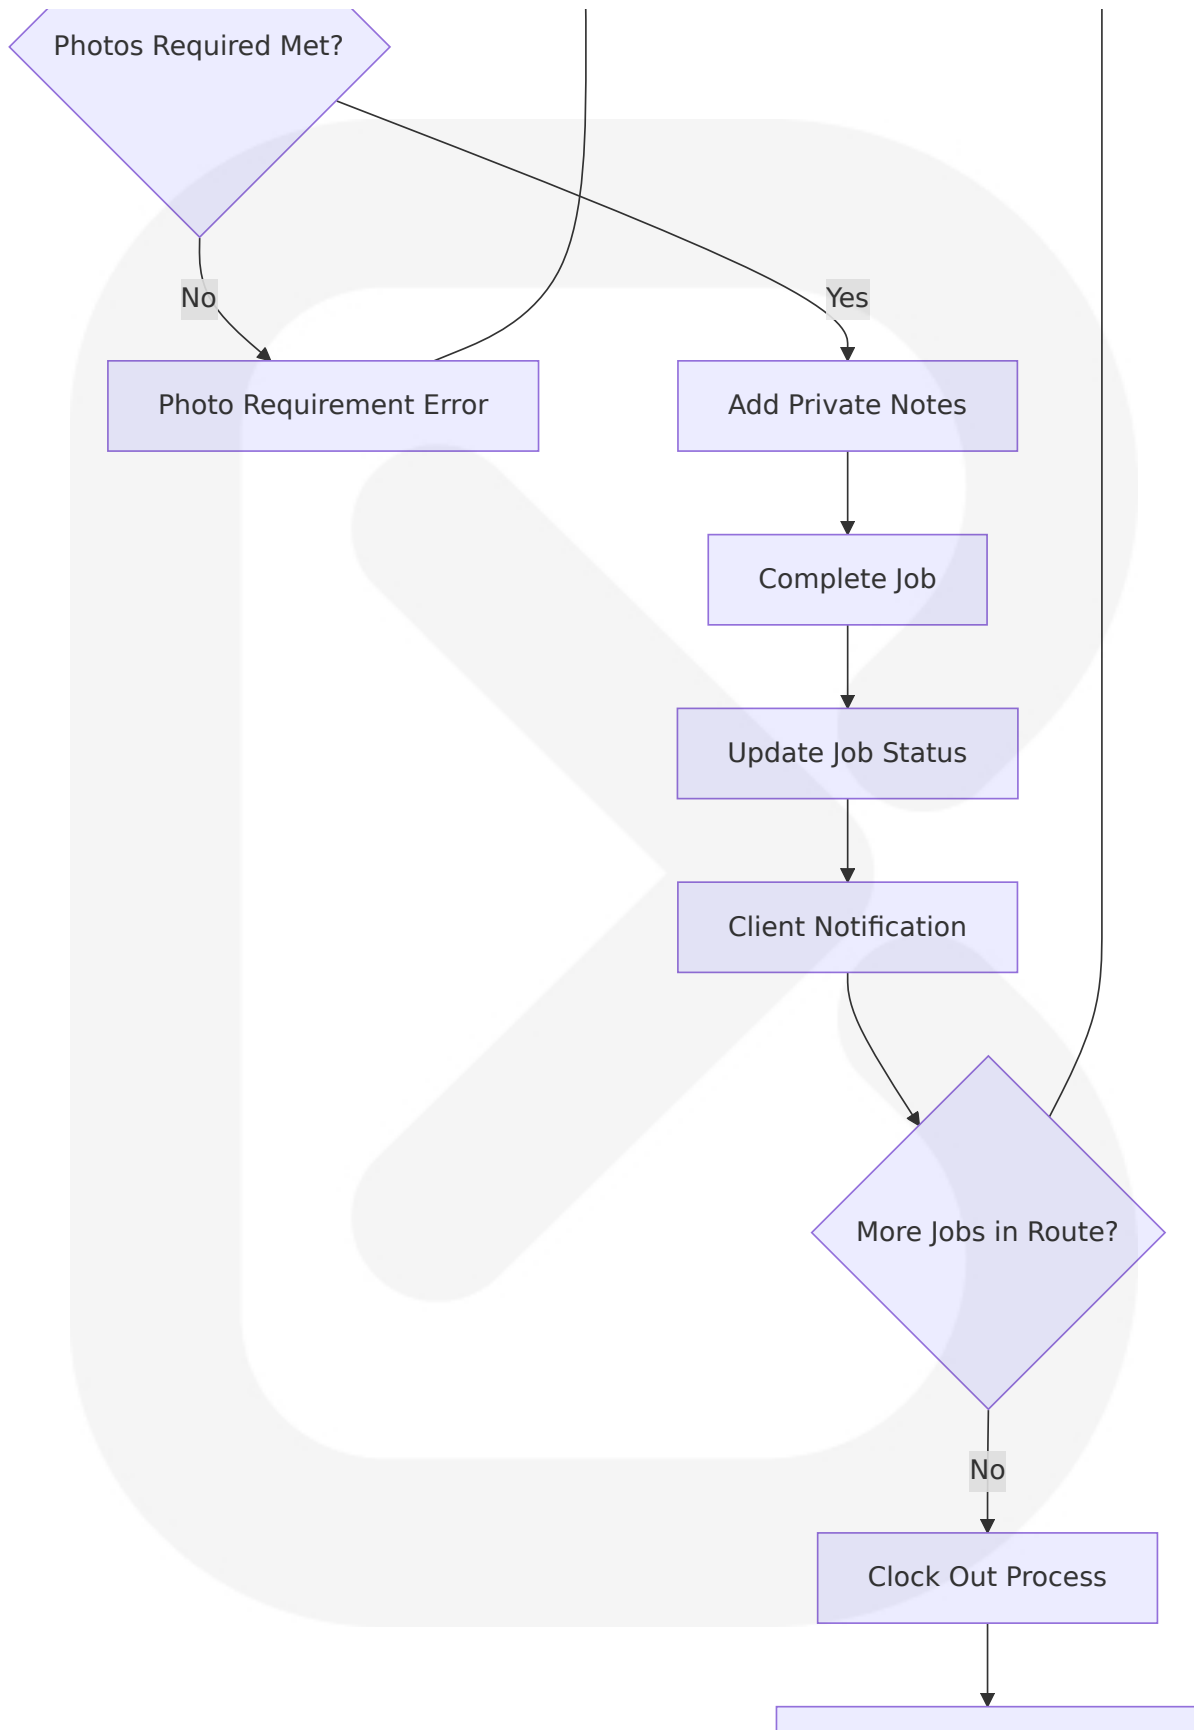 Photos Required Met?
No
Yes
Photo Requirement Error
Add Private Notes
Complete Job
Update Job Status
Client Notification
More Jobs in Route?
No
Clock Out Process